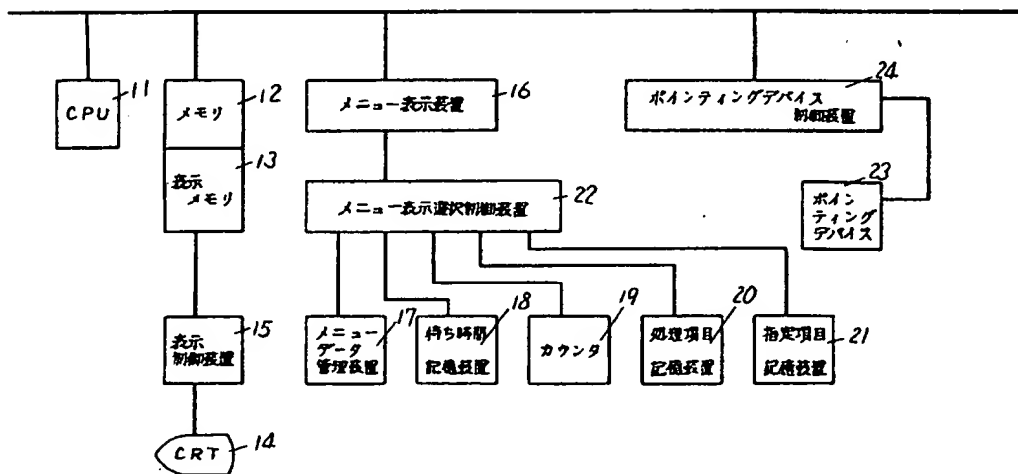 CPU
11
メモリ
12
表示
メモリ
13
表示
制御装置
15
CRT
14
メニュー表示装置
16
メニュー表示選択制御装置
22
メニュー
データ
管理装置
17
待ち時間
記憶装置
18
カウンタ
19
処理項目
記憶装置
20
指定項目
記憶装置
21
ポインティングデバイス
制御装置
24
ポイン
ティング
デバイス
23